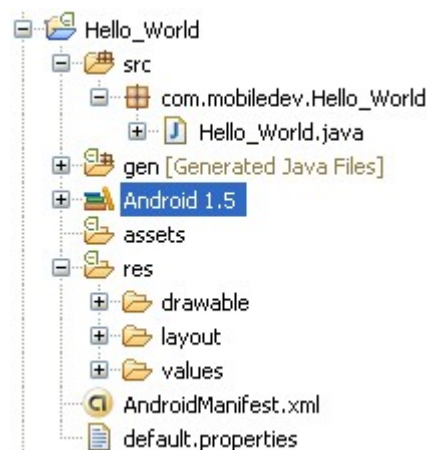 Hello_World
src
com.mobiledev.Hello_World
Hello_World.java
gen [Generated Java Files]
Android 1.5
assets
res
drawable
layout
values
AndroidManifest.xml
default.properties